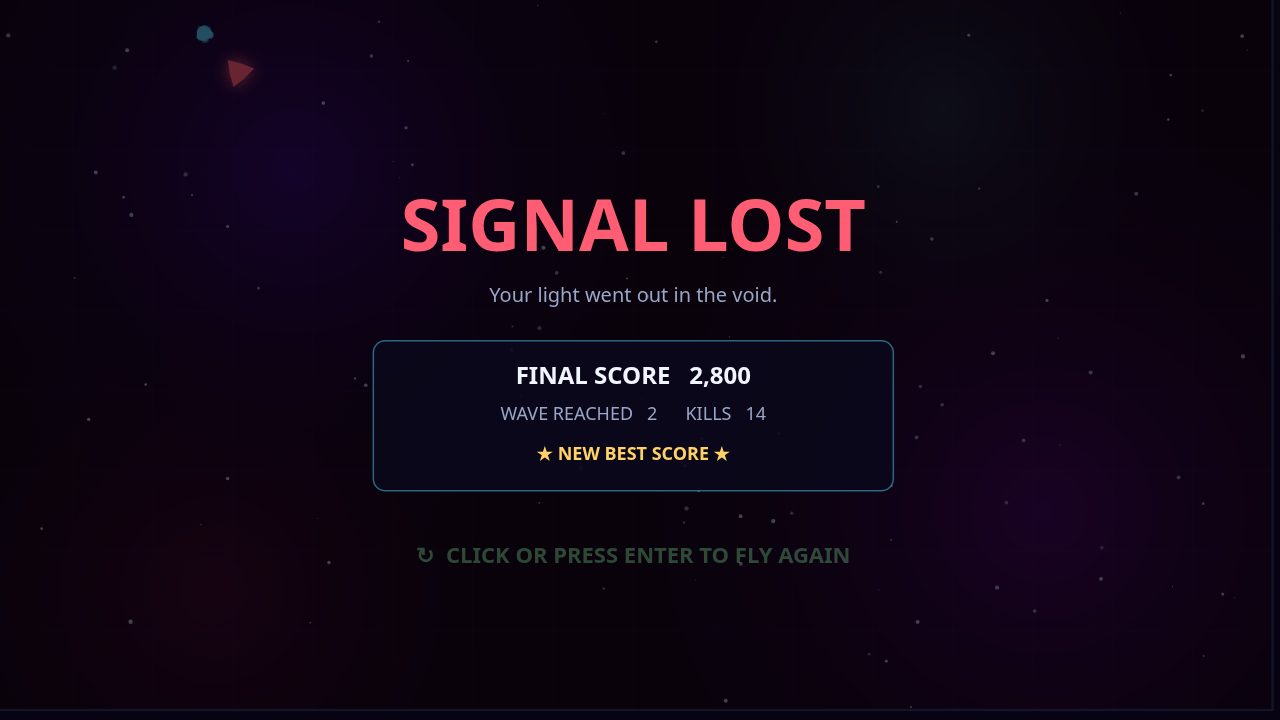 SIGNAL LOST
Your light went out in the void.
FINAL SCORE 2,800
WAVE REACHED 2 KILLS 14
★ NEW BEST SCORE ★
↻ CLICK OR PRESS ENTER TO FLY AGAIN